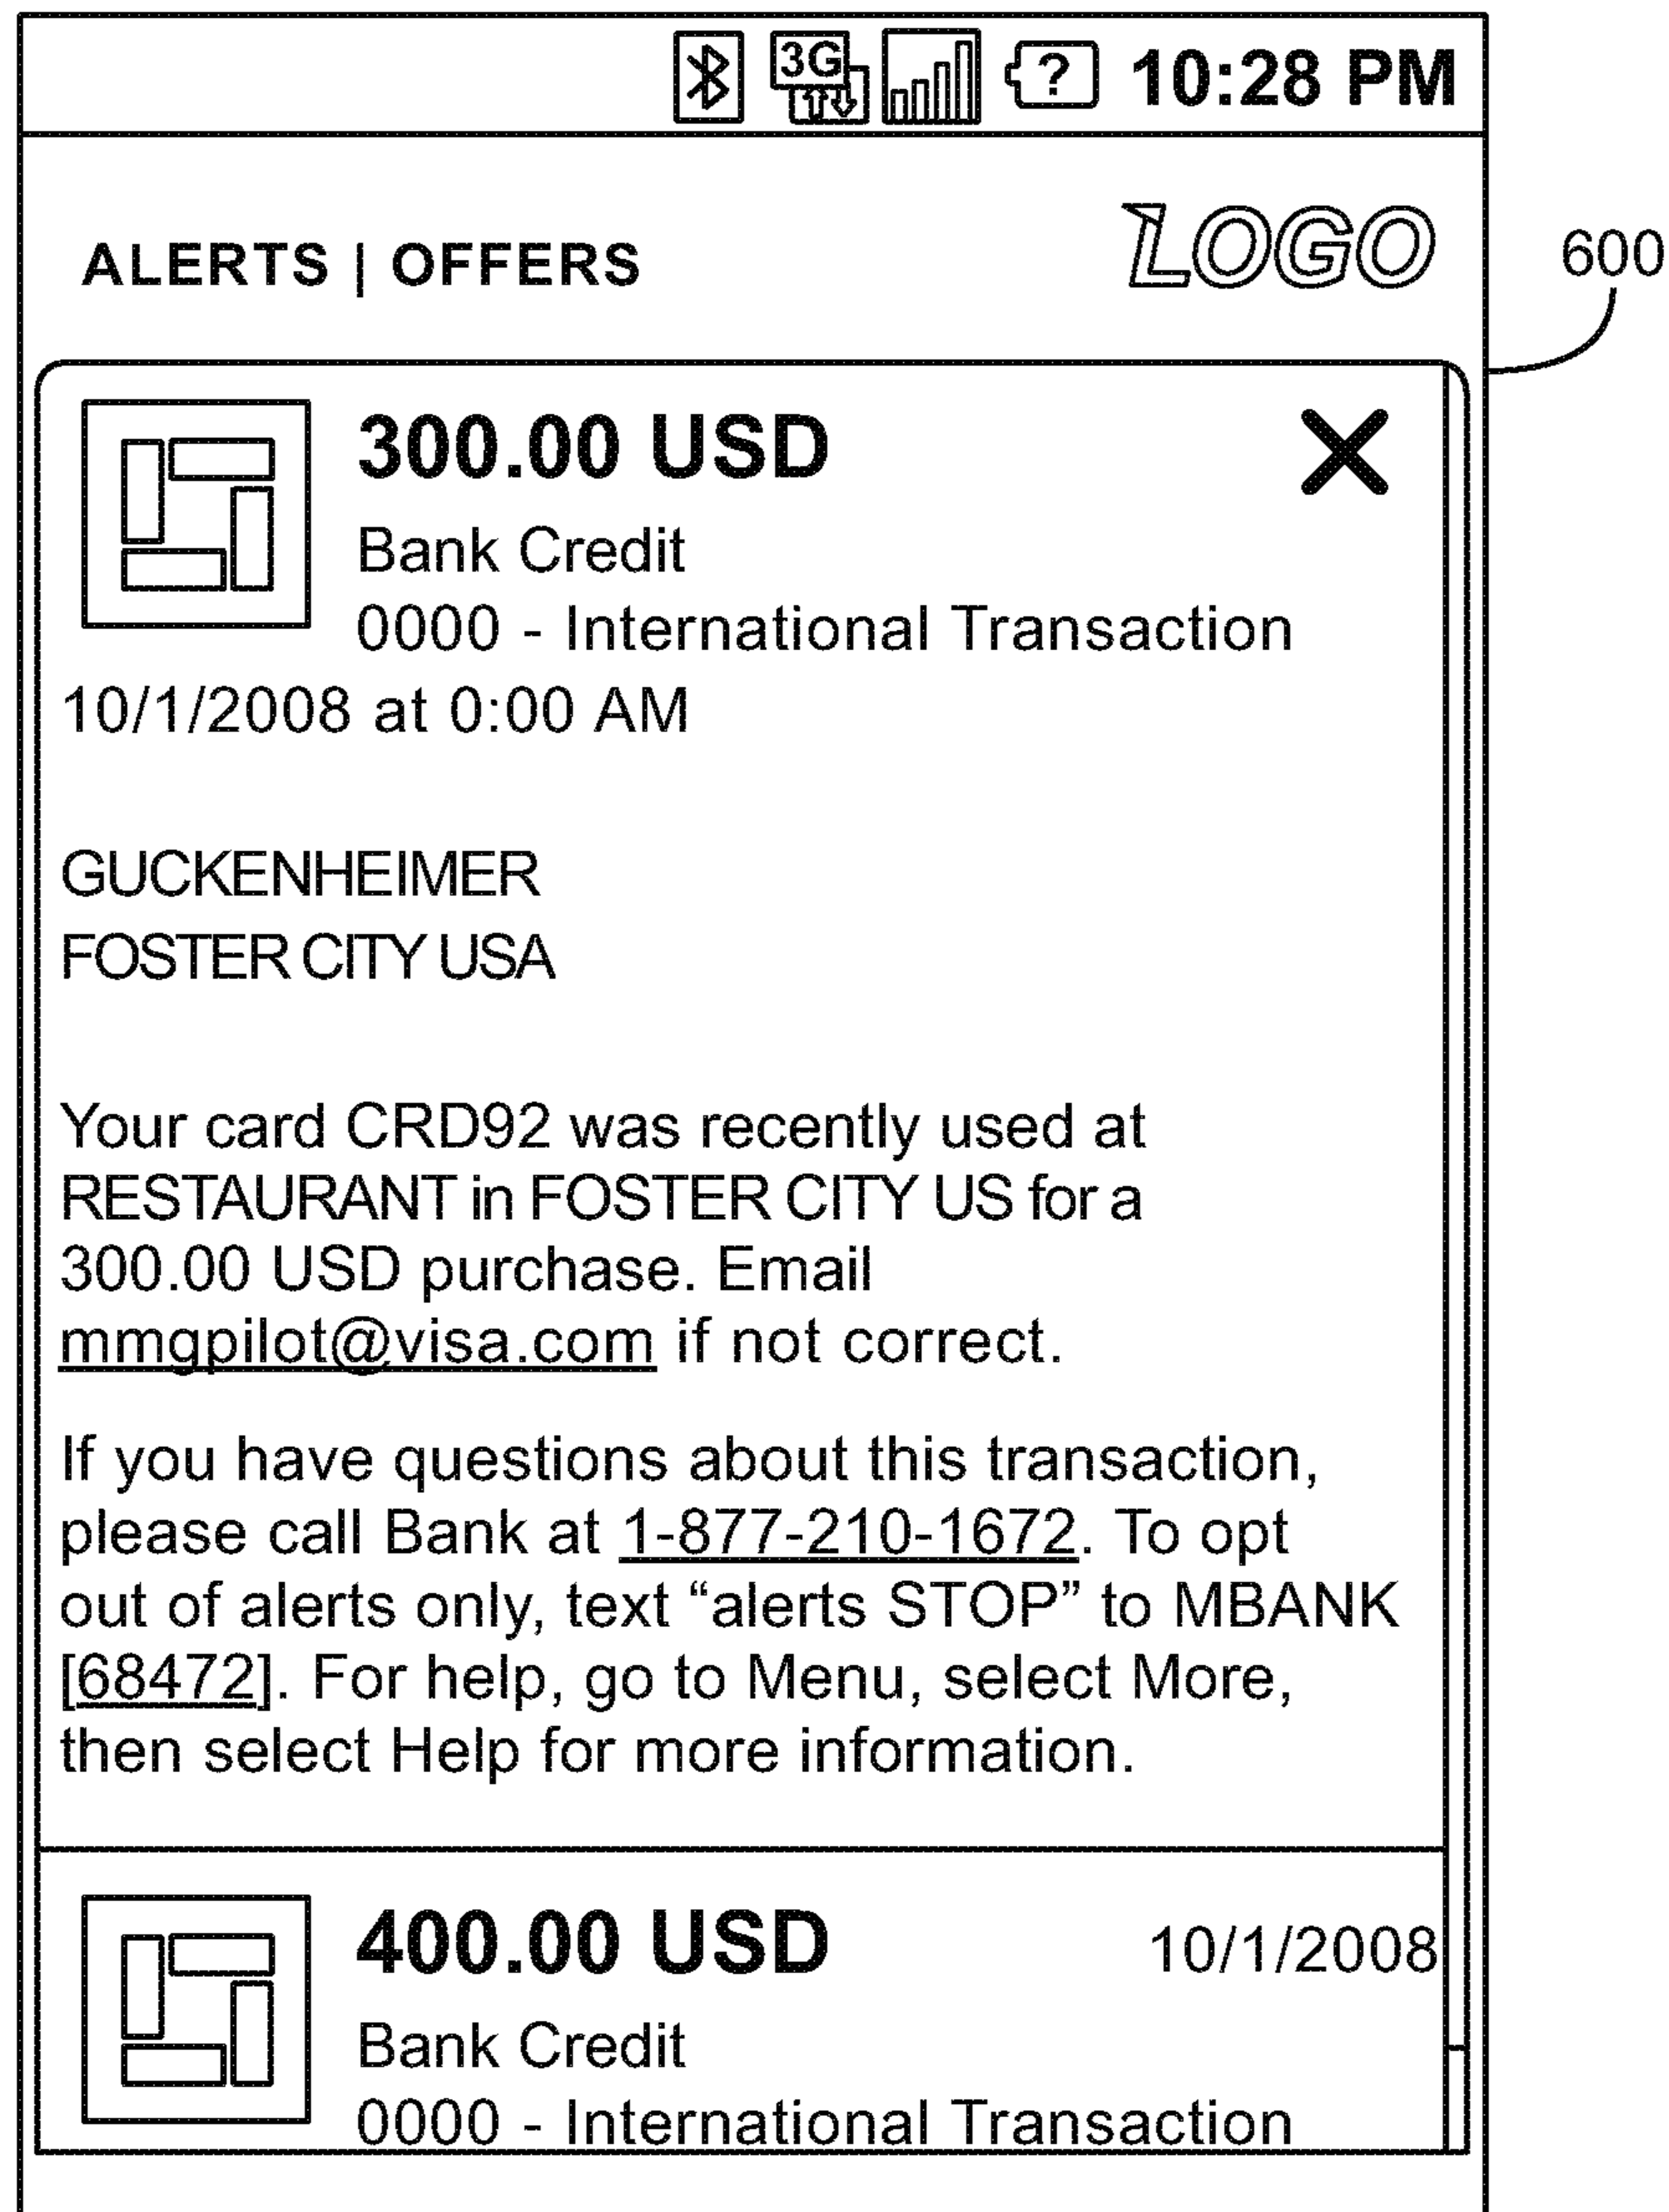 3G ? 10:28 PM
ALERTS | OFFERS
LOGO
600
300.00 USD
Bank Credit
0000 - International Transaction
10/1/2008 at 0:00 AM
GUCKENHEIMER
FOSTER CITY USA
Your card CRD92 was recently used at
RESTAURANT in FOSTER CITY US for a
300.00 USD purchase. Email
mmgpilot@visa.com if not correct.
If you have questions about this transaction,
please call Bank at 1-877-210-1672. To opt
out of alerts only, text “alerts STOP” to MBANK
[68472]. For help, go to Menu, select More,
then select Help for more information.
400.00 USD 10/1/2008
Bank Credit
0000 - International Transaction